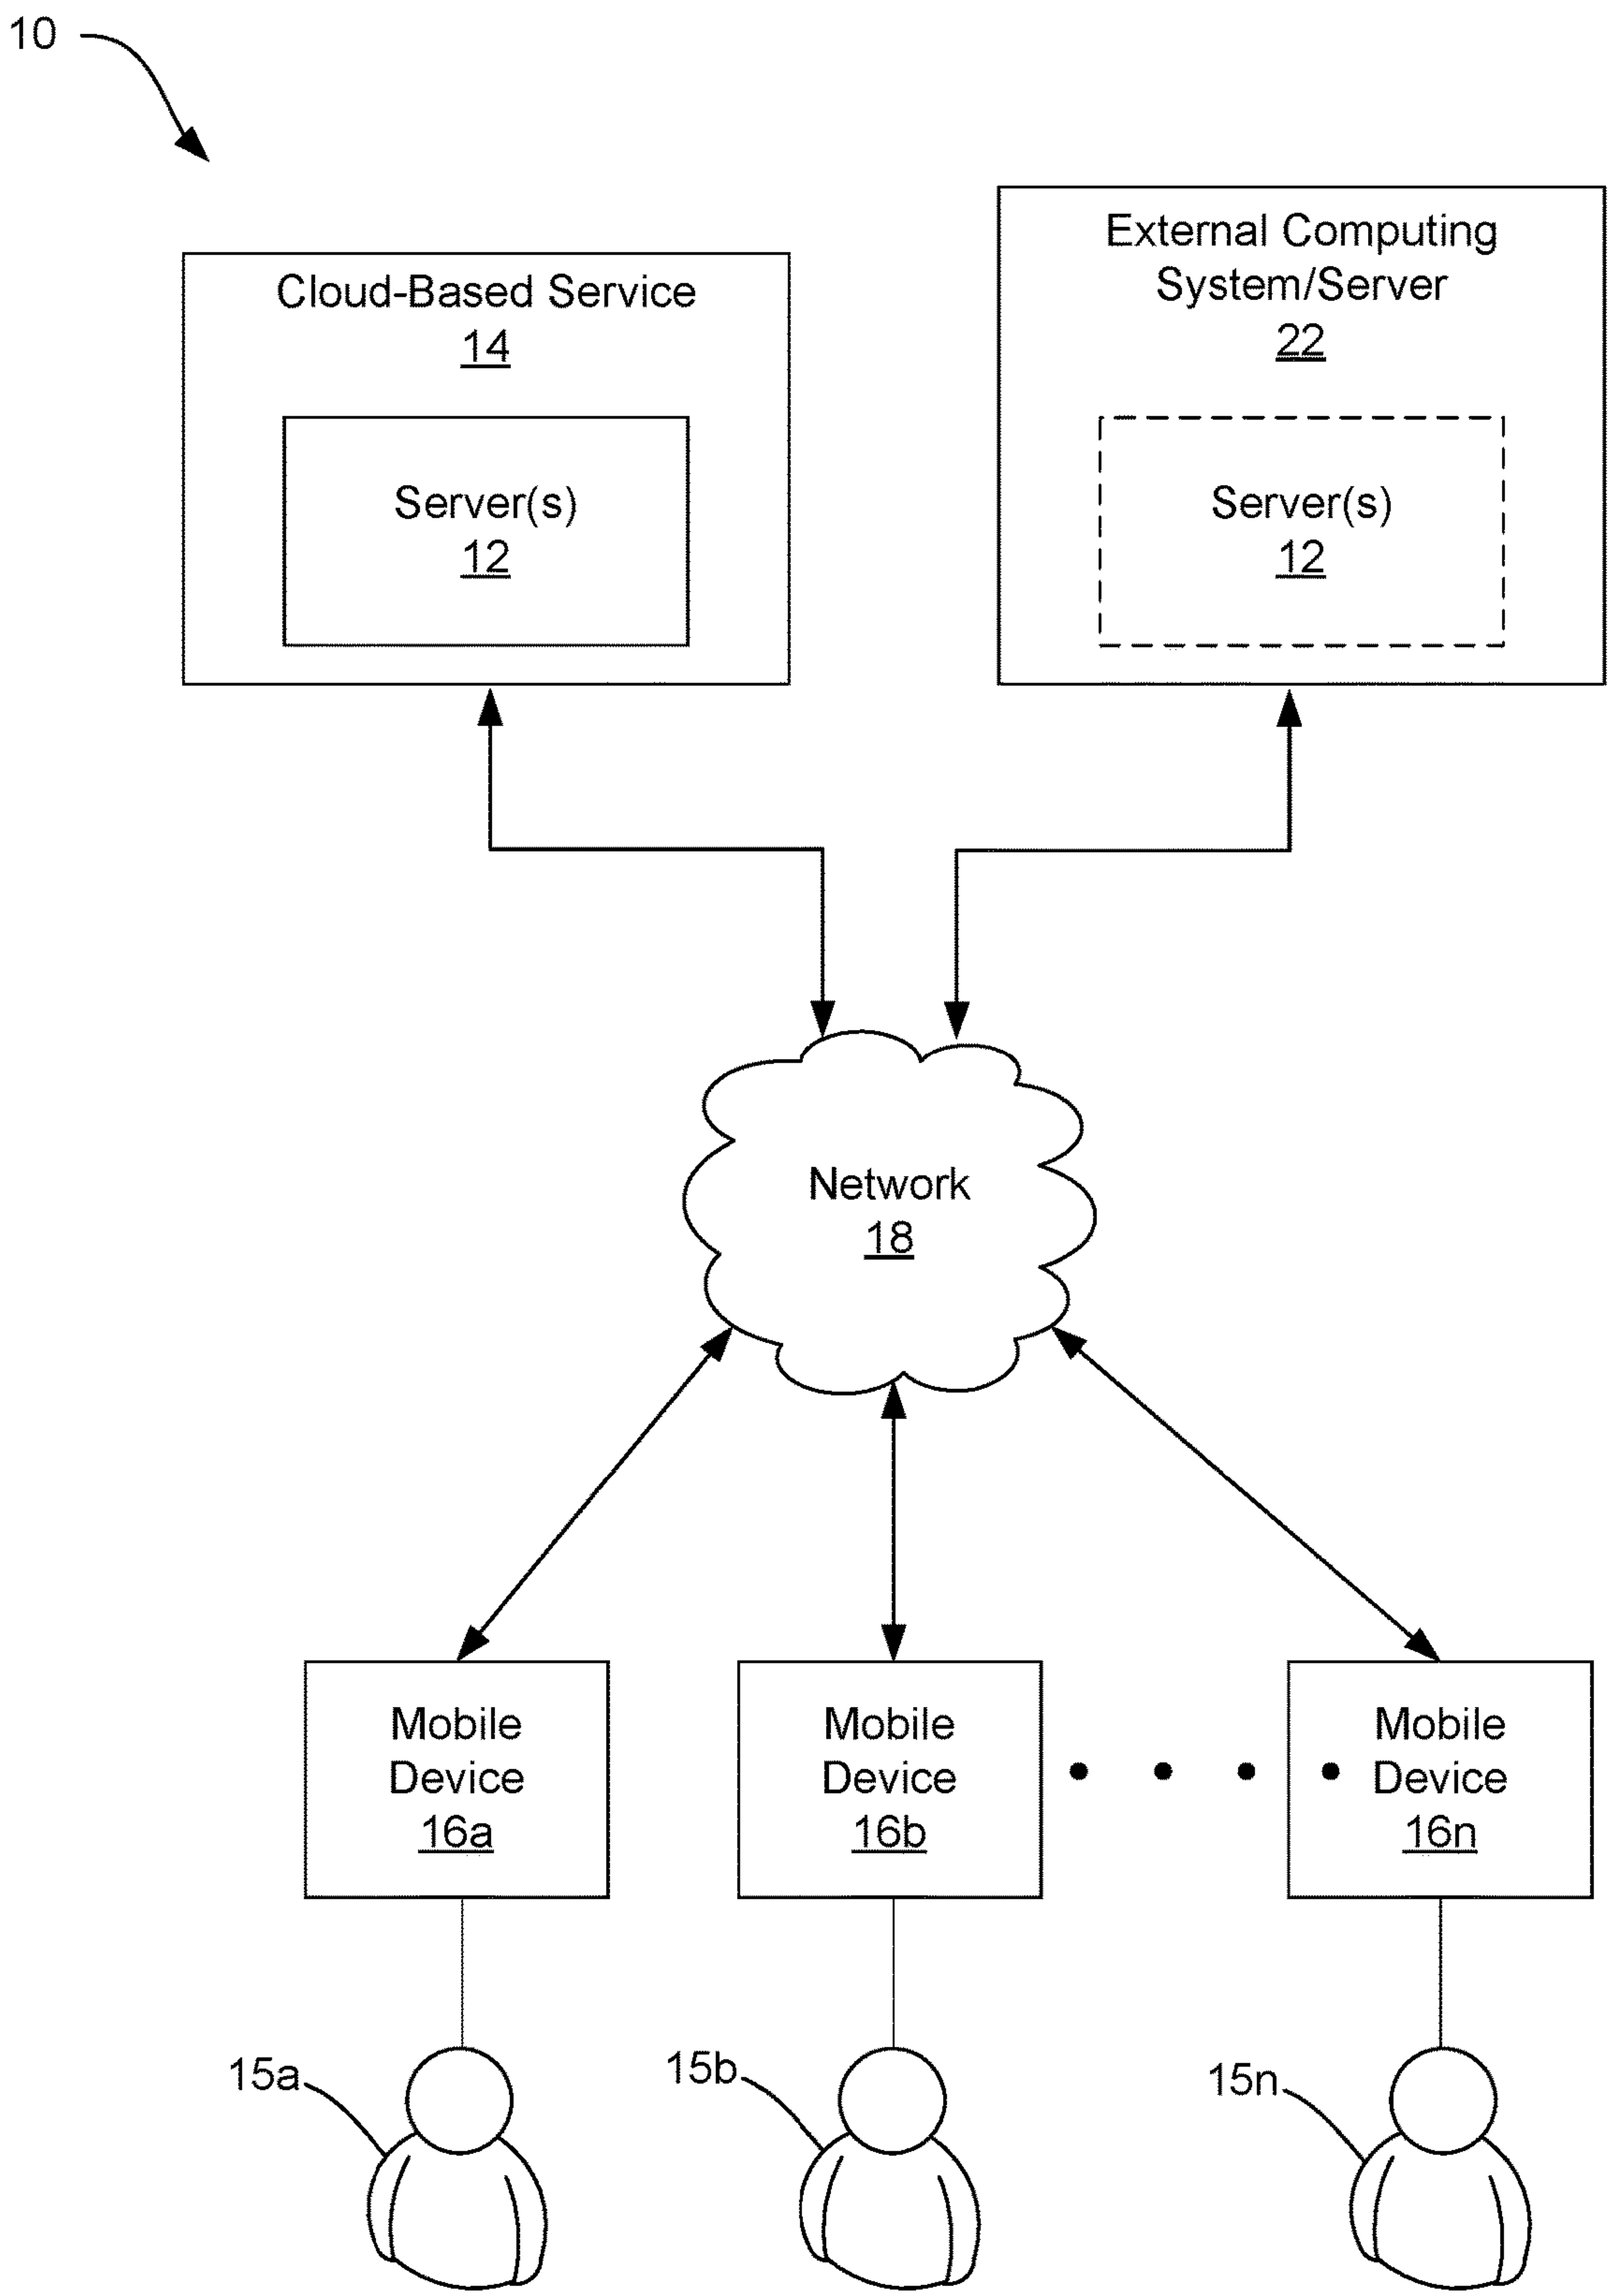 10
Cloud-Based Service
14
Server(s)
12
External Computing
System/Server
22
Server(s)
12
Network
18
Mobile
Device
16a
Mobile
Device
16b
Mobile
Device
16n
15a
15b
15n